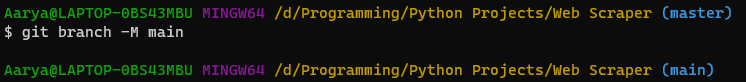 Aarya@LAPTOP-0BS43MBU MINGW64 /d/Programming/Python Projects/Web Scraper (master)
$ git branch -M main
Aarya@LAPTOP-0BS43MBU MINGW64 /d/Programming/Python Projects/Web Scraper (main)